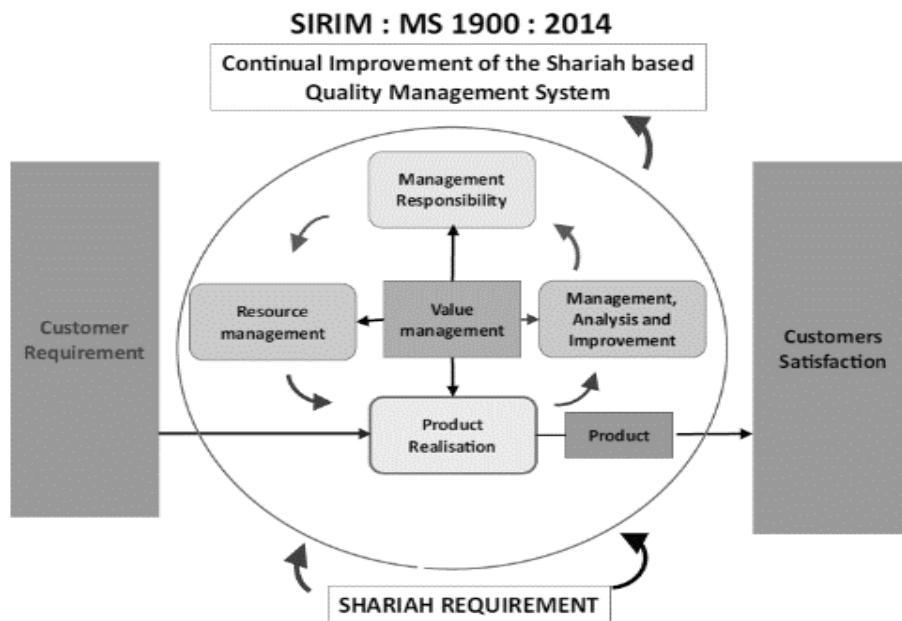 SIRIM : MS 1900 : 2014
Continual Improvement of the Shariah based
Quality Management System
Management
Responsibility
Customer
Requirement
Resource
management
Value
management
Management,
Analysis and
Improvement
Customers
Satisfaction
Product
Realisation
Product
SHARIAH REQUIREMENT